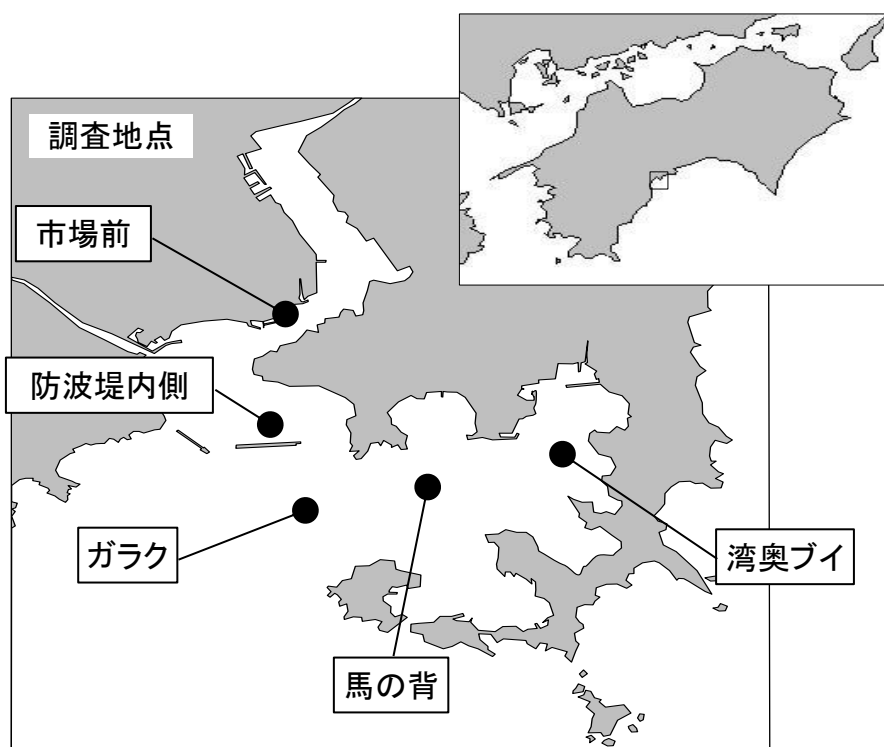 調査地点
市場前
防波堤内側
ガラク
湾奥ブイ
馬の背